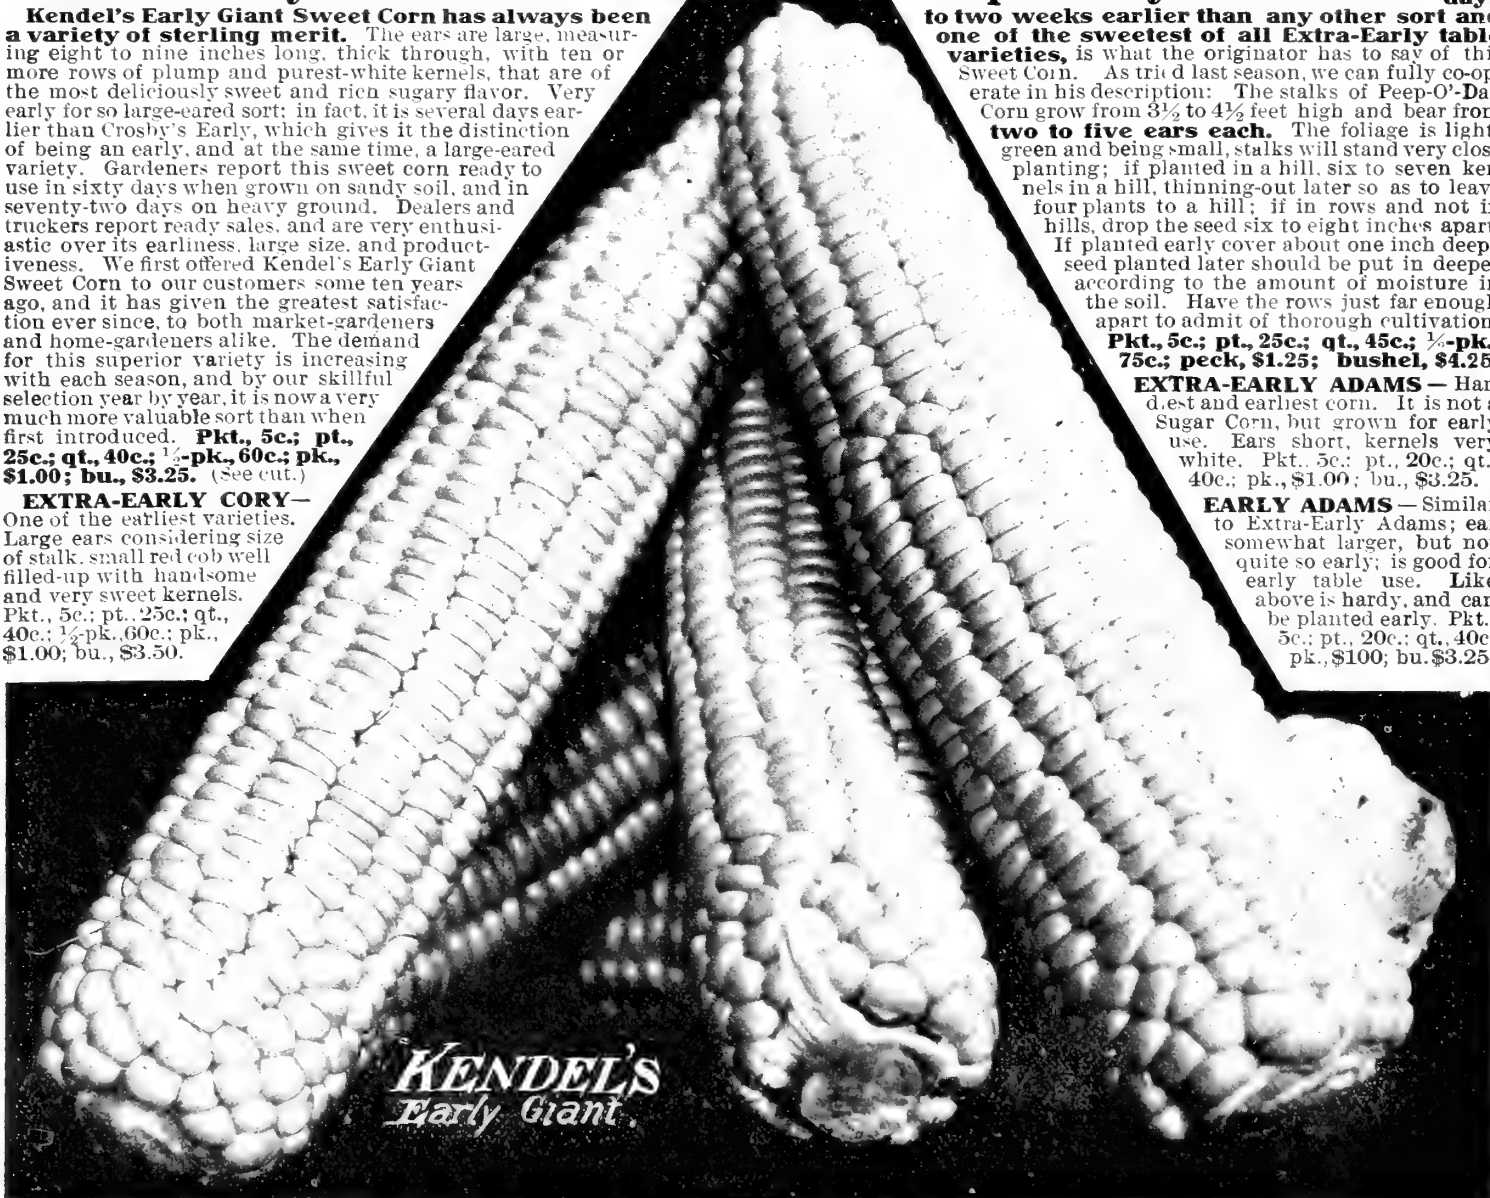 Kendel's Early Giant Sweet Corn has always been
a variety of sterling merit. The ears are large, measur-
ing eight to nine inches long, thick through, with ten or
more rows of plump and purest-white kernels, that are of
the most deliciously sweet and rich sugary flavor. Very
early for so large-eared sort; in fact, it is several days ear-
lier than Crosby's Early, which gives it the distinction
of being an early, and at the same time, a large-eared
variety. Gardeners report this sweet corn ready to
use in sixty days when grown on sandy soil, and in
seventy-two days on heavy ground. Dealers and
truckers report ready sales, and are very enthusi-
astic over its earliness, large size, and product-
iveness. We first offered Kendel's Early Giant
Sweet Corn to our customers some ten years
ago, and it has given the greatest satisfac-
tion ever since, to both market-gardeners
and home-gardeners alike. The demand
for this superior variety is increasing
with each season, and by our skillful
selection year by year, it is now a very
much more valuable sort than when
first introduced. Pkt., 5c.; pt.,
25c.; qt., 40c.; ½-pk., 60c.; pk.,
$1.00; bu., $3.25. (See cut.)
EXTRA-EARLY CORY—
One of the earliest varieties.
Large ears considering size
of stalk, small red cob well
filled-up with handsome
and very sweet kernels.
Pkt., 5c.; pt., 25c.; qt.,
40c.; ½-pk., 60c.; pk.,
$1.00; bu., $3.50.
to two weeks earlier than any other sort and
one of the sweetest of all Extra-Early table
varieties, is what the originator has to say of thi
Sweet Corn. As tried last season, we can fully co-op
erate in his description: The stalks of Peep-O'-Da
Corn grow from 3½ to 4½ feet high and bear from
two to five ears each. The foliage is light
green and being small, stalks will stand very clos
planting; if planted in a hill, six to seven ker
nels in a hill, thinning-out later so as to leav
four plants to a hill; if in rows and not i
hills, drop the seed six to eight inches apart
If planted early cover about one inch deep
seed planted later should be put in deepe
according to the amount of moisture i
the soil. Have the rows just far enough
apart to admit of thorough cultivation
Pkt., 5c.; pt., 25c.; qt., 45c.; ½-pk.
75c.; peck, $1.25; bushel, $4.25
EXTRA-EARLY ADAMS — Har
diest and earliest corn. It is not a
Sugar Corn, but grown for early
use. Ears short, kernels very
white. Pkt., 5c.; pt., 20c.; qt.
40c.; pk., $1.00; bu., $3.25.
EARLY ADAMS — Similar
to Extra-Early Adams; ea
somewhat larger, but no
quite so early; is good fo
early table use. Like
above is hardy, and can
be planted early. Pkt.
5c.; pt., 20c.; qt., 40c
pk., $100; bu. $3.25
KENDEL'S
Early Giant.